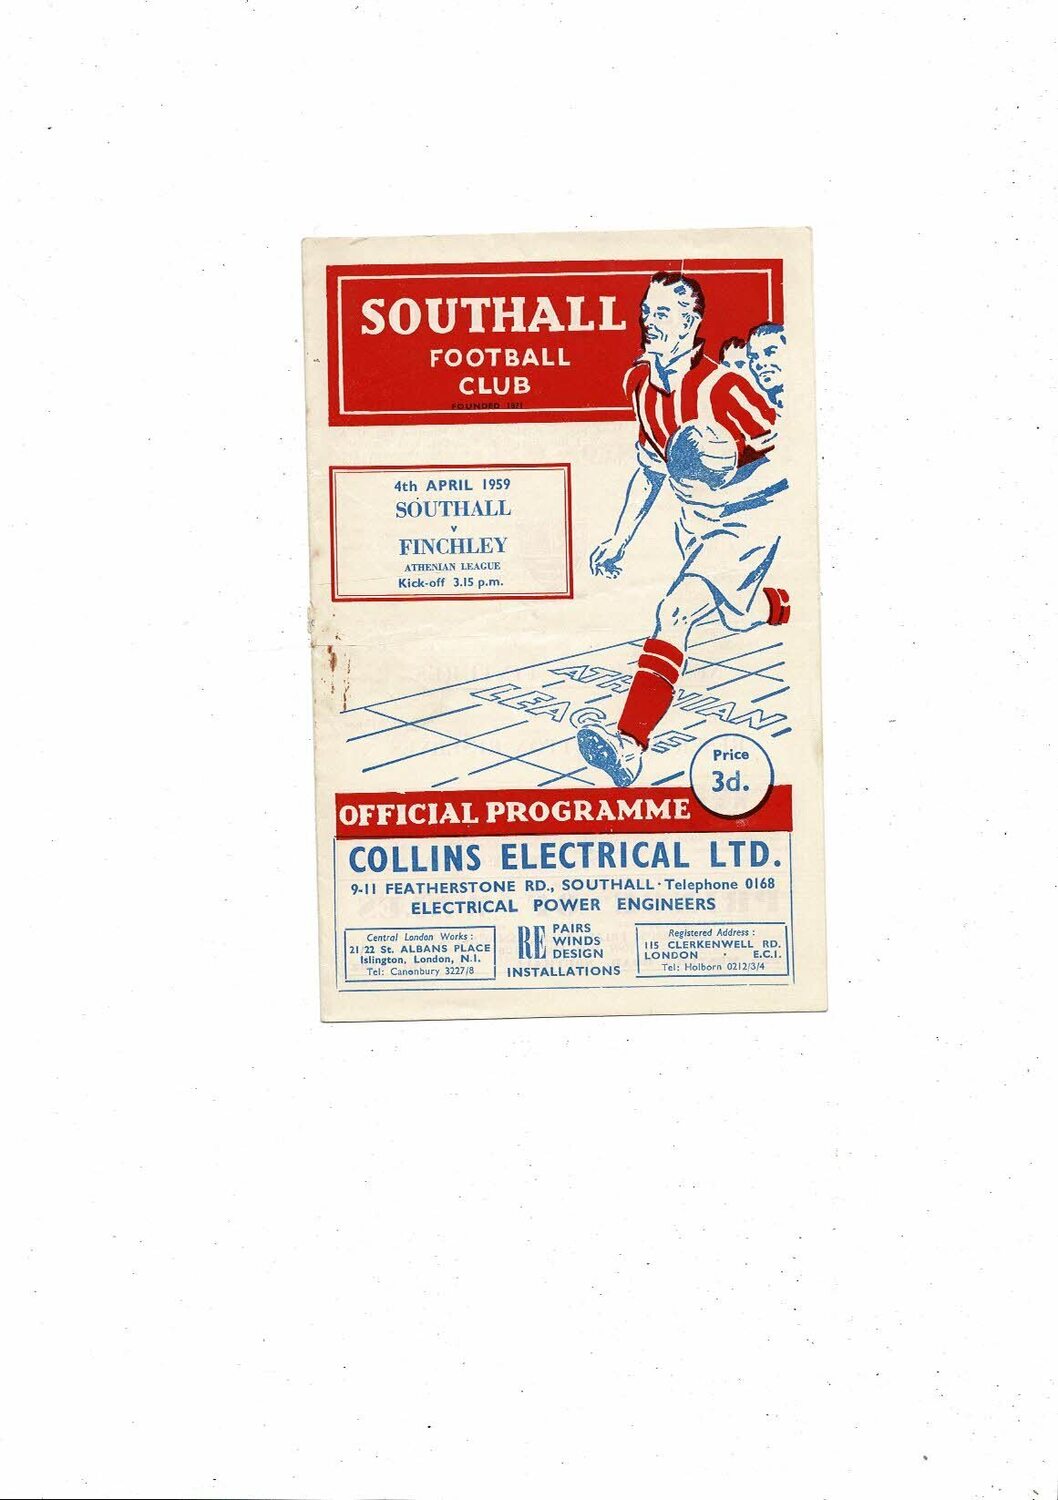 SOUTHALL
FOOTBALL
CLUB
FOUNDED 1871
4th APRIL 1959
SOUTHALL
v
FINCHLEY
ATHENIAN LEAGUE
Kick-off 3.15 p.m.
ATHENIAN
LEAGUE
Price
3d.
OFFICIAL PROGRAMME
COLLINS ELECTRICAL LTD.
9-11 FEATHERSTONE RD., SOUTHALL · Telephone 0168
ELECTRICAL POWER ENGINEERS
Central London Works :
21/22 St. ALBANS PLACE
Islington, London, N.1.
Tel: Canonbury 3227/8
RE PAIRS
WINDS
DESIGN
INSTALLATIONS
Registered Address :
115 CLERKENWELL RD.
LONDON · E.C.1.
Tel: Holborn 0212/3/4